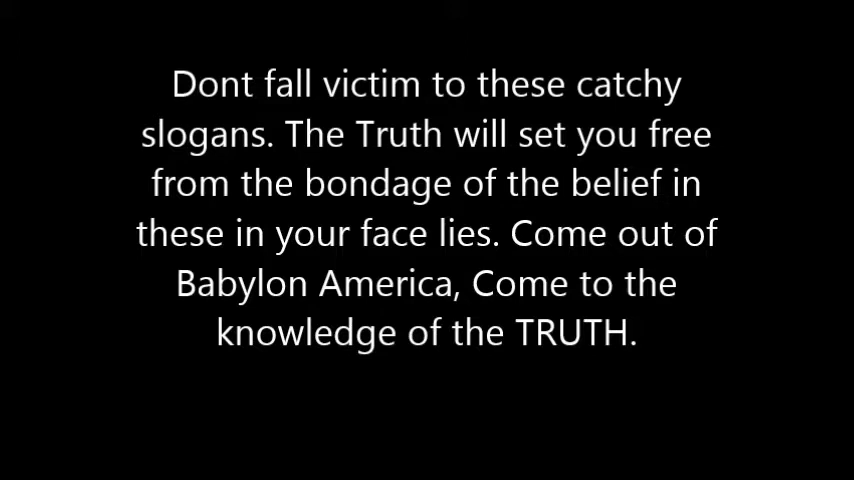 Dont fall victim to these catchy
slogans. The Truth will set you free
from the bondage of the belief in
these in your face lies. Come out of
Babylon America, Come to the
knowledge of the TRUTH.